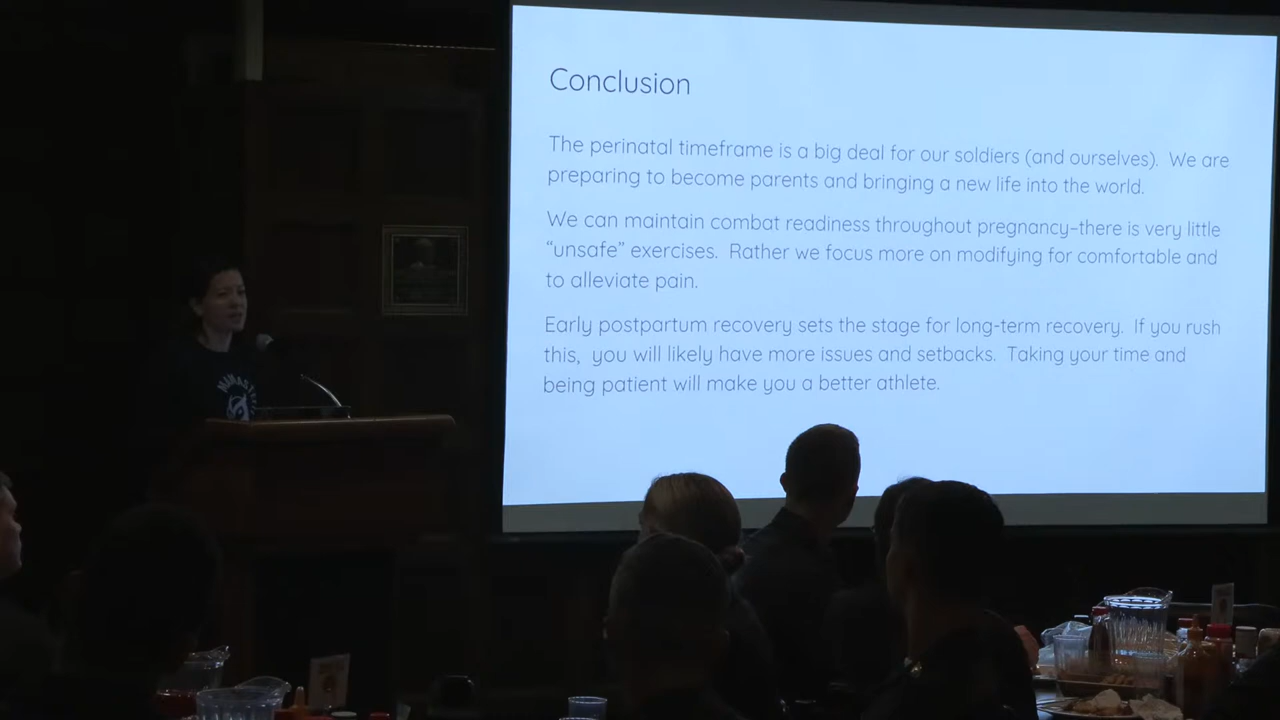 Conclusion
The perinatal timeframe is a big deal for our soldiers (and ourselves). We are
preparing to become parents and bringing a new life into the world.
We can maintain combat readiness throughout pregnancy–there is very little
“unsafe” exercises. Rather we focus more on modifying for comfortable and
to alleviate pain.
Early postpartum recovery sets the stage for long-term recovery. If you rush
this, you will likely have more issues and setbacks. Taking your time and
being patient will make you a better athlete.